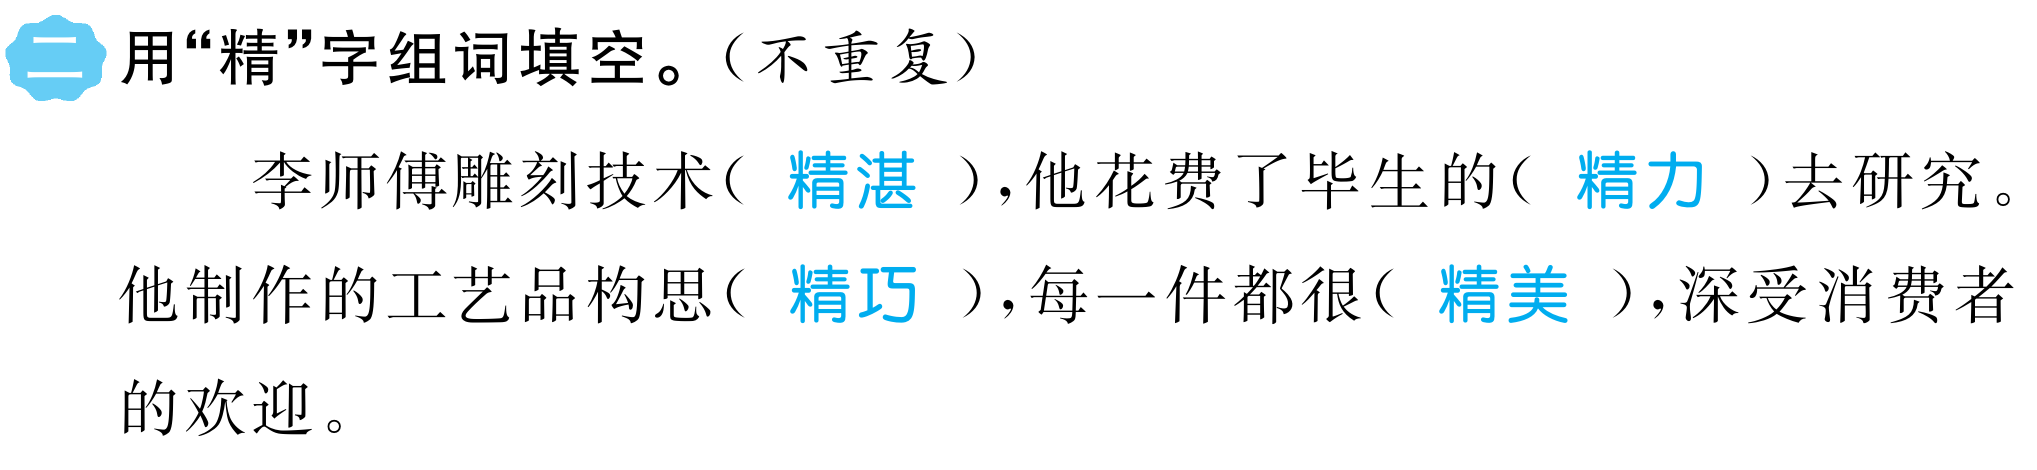 二 用“精”字组词填空。（不重复）
李师傅雕刻技术（ 精湛 ），他花费了毕生的（ 精力 ）去研究。
他制作的工艺品构思（ 精巧 ），每一件都很（ 精美 ），深受消费者
的欢迎。